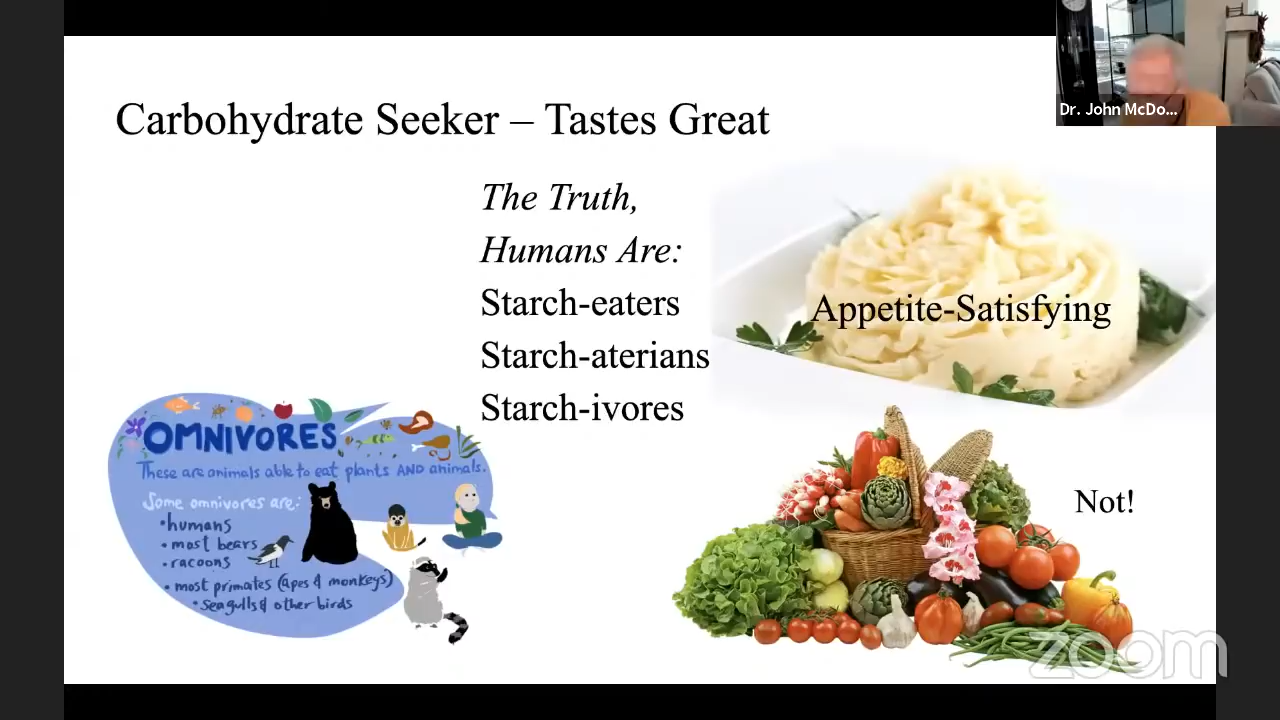 Dr. John McDo...
Carbohydrate Seeker – Tastes Great
The Truth,
Humans Are:
Starch-eaters
Starch-aterians
Starch-ivores
Appetite-Satisfying
OMNIVORES
These are animals able to eat plants AND animals.
Some omnivores are:
• humans
• most bears
• racoons
• most primates (apes & monkeys)
• seagulls & other birds
Not!
zoom